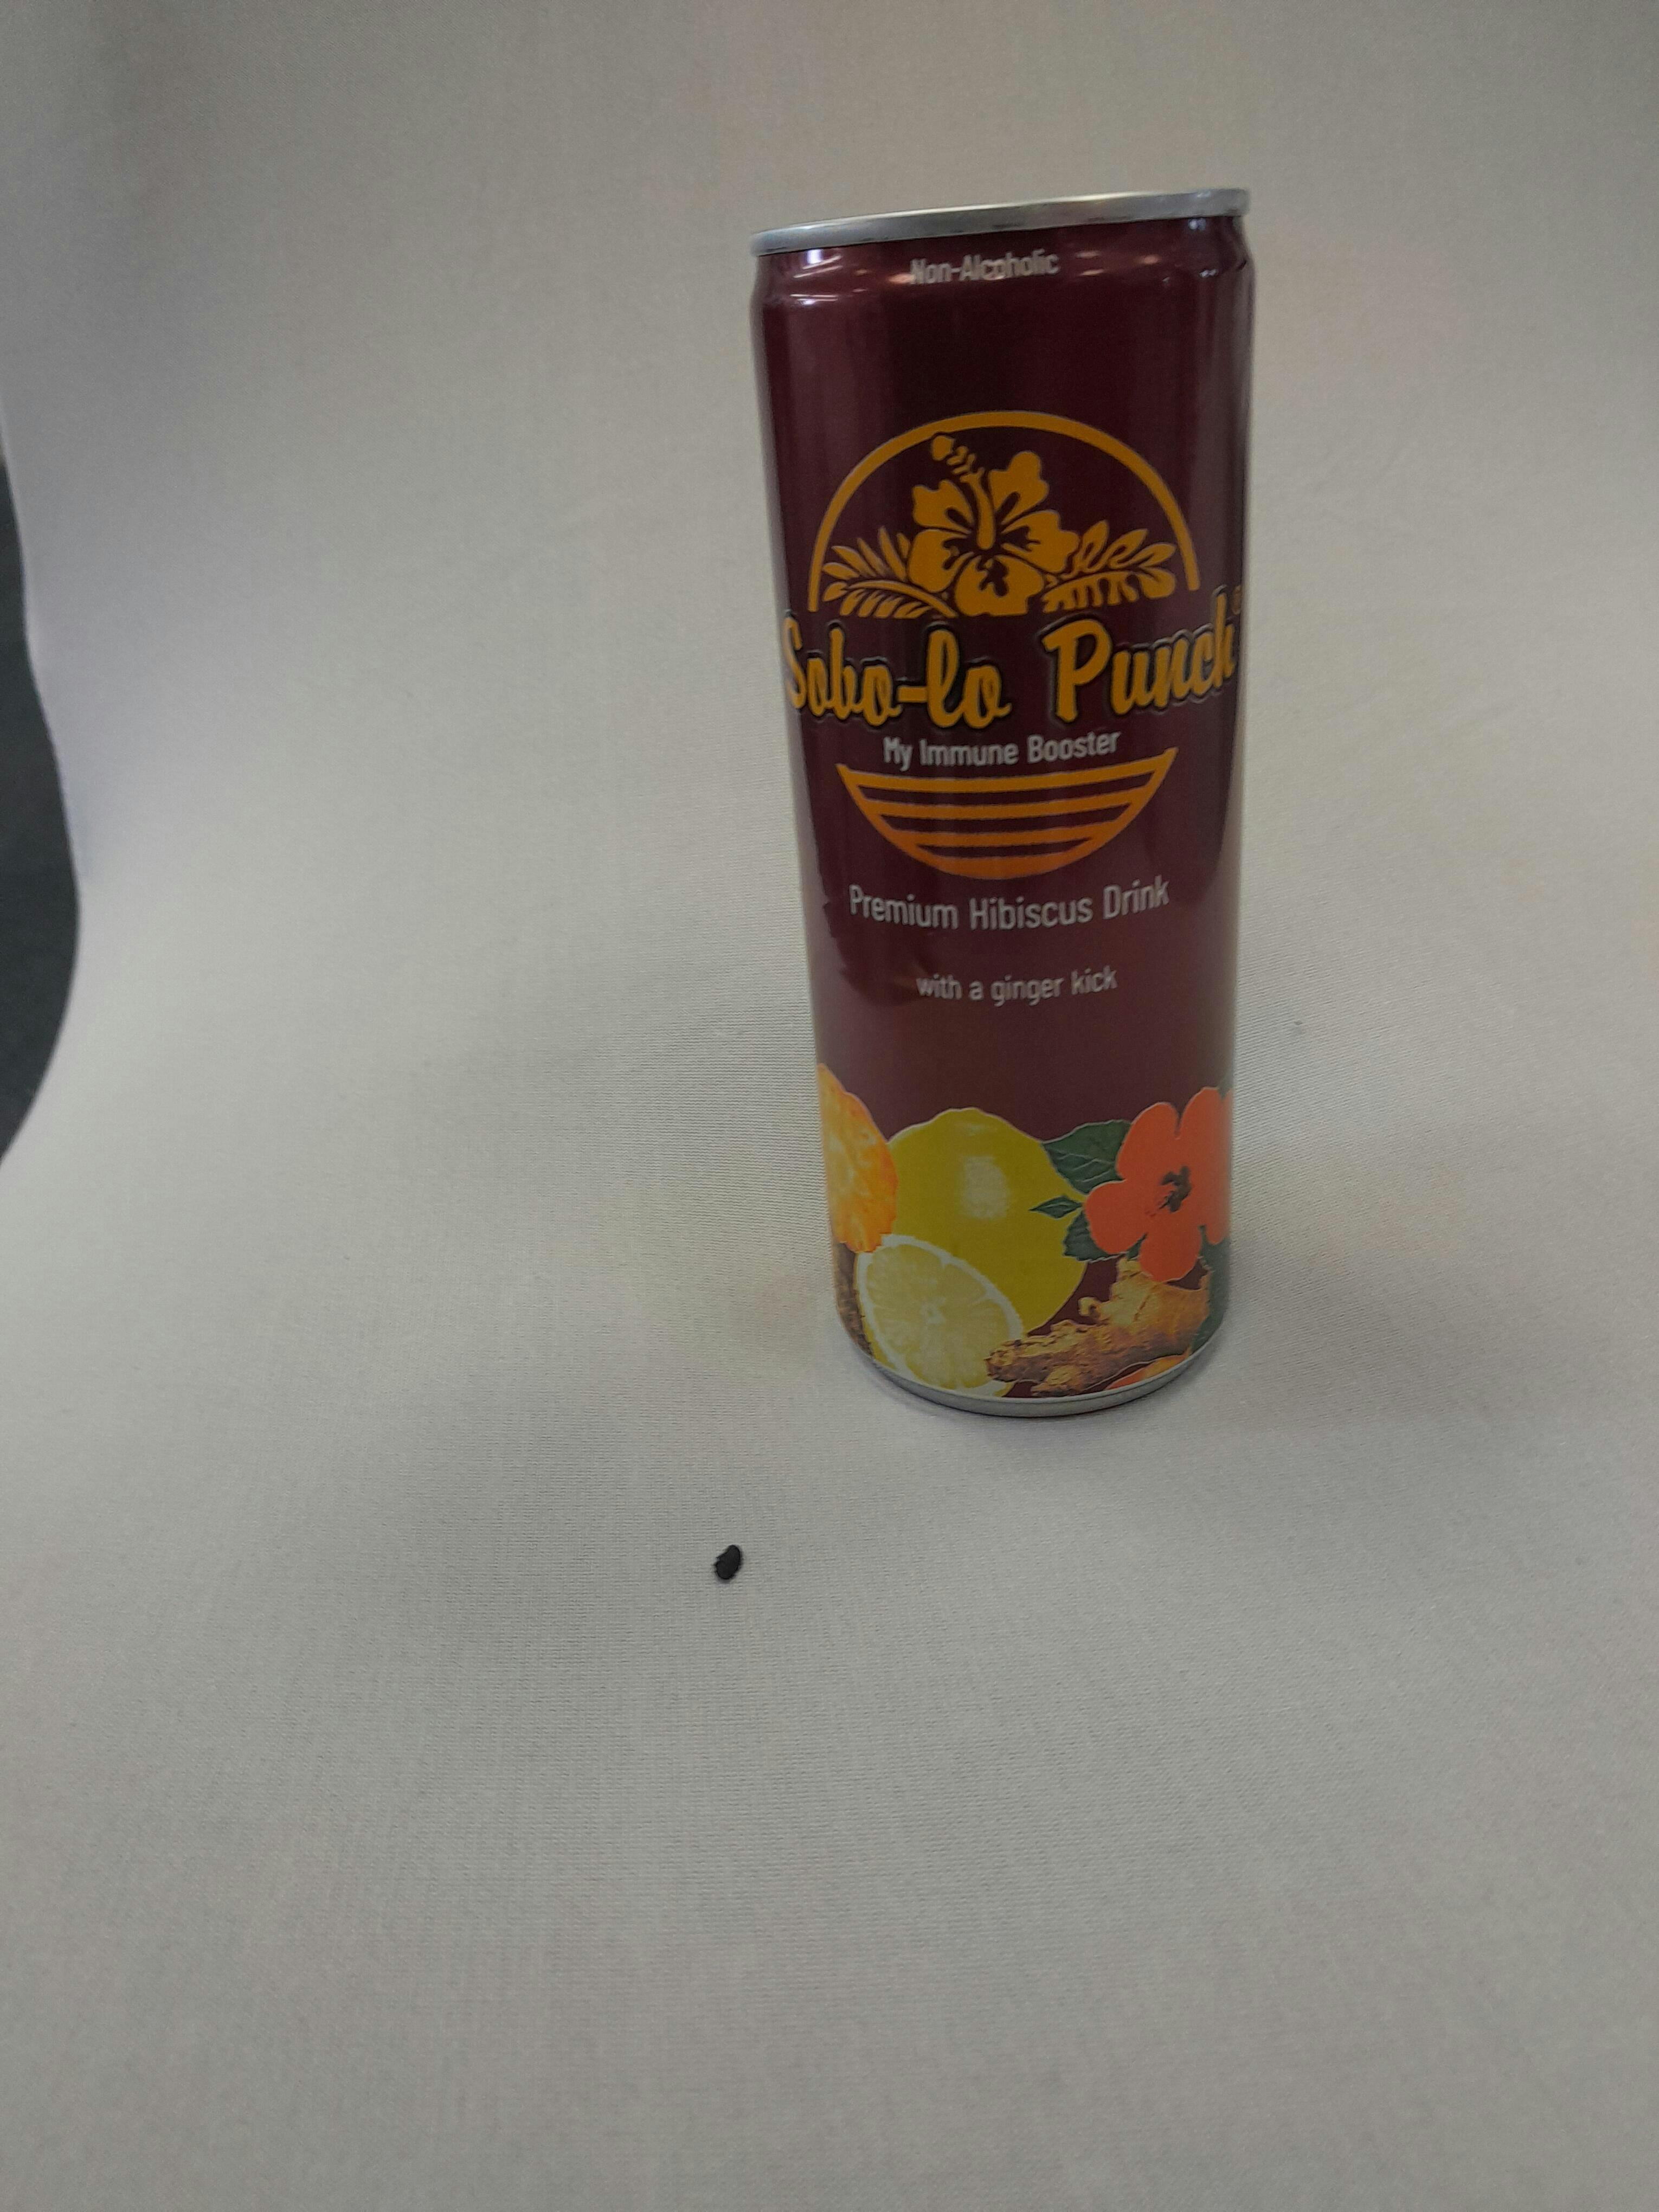 Non-Alcoholic
Sobo-lo Punch®
My Immune Booster
Premium Hibiscus Drink
with a ginger kick